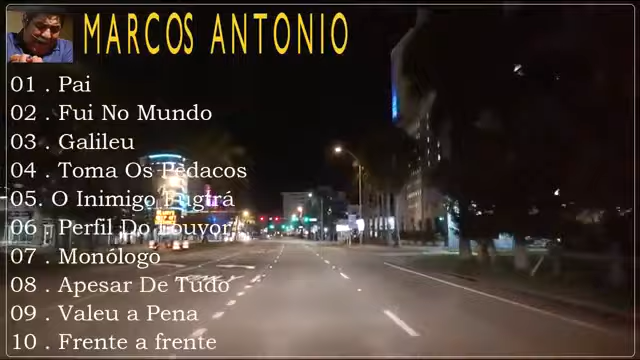 MARCOS ANTONIO
01 . Pai
02 . Fui No Mundo
03 . Galileu
04 . Toma Os Pedacos
05. O Inimigo Fugirá
06 . Perfil Do Louvor
07 . Monólogo
08 . Apesar De Tudo
09 . Valeu a Pena
10 . Frente a frente